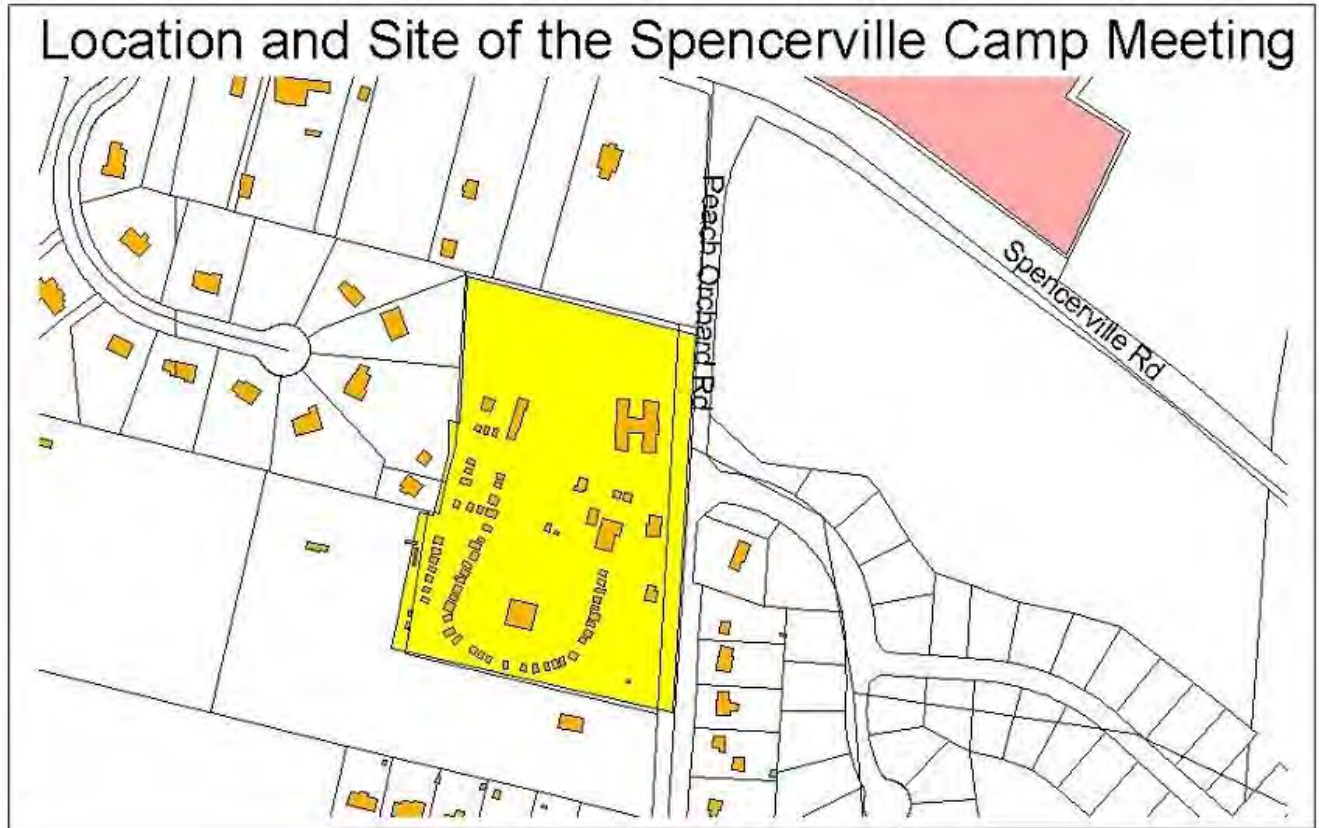 Location and Site of the Spencerville Camp Meeting
Peach Orchard Rd
Spencerville Rd